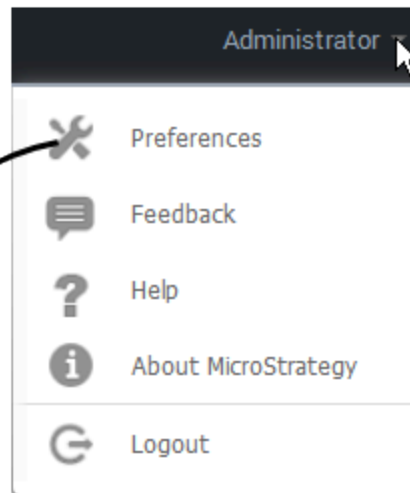 Administrator
Preferences
Feedback
Help
About MicroStrategy
Logout